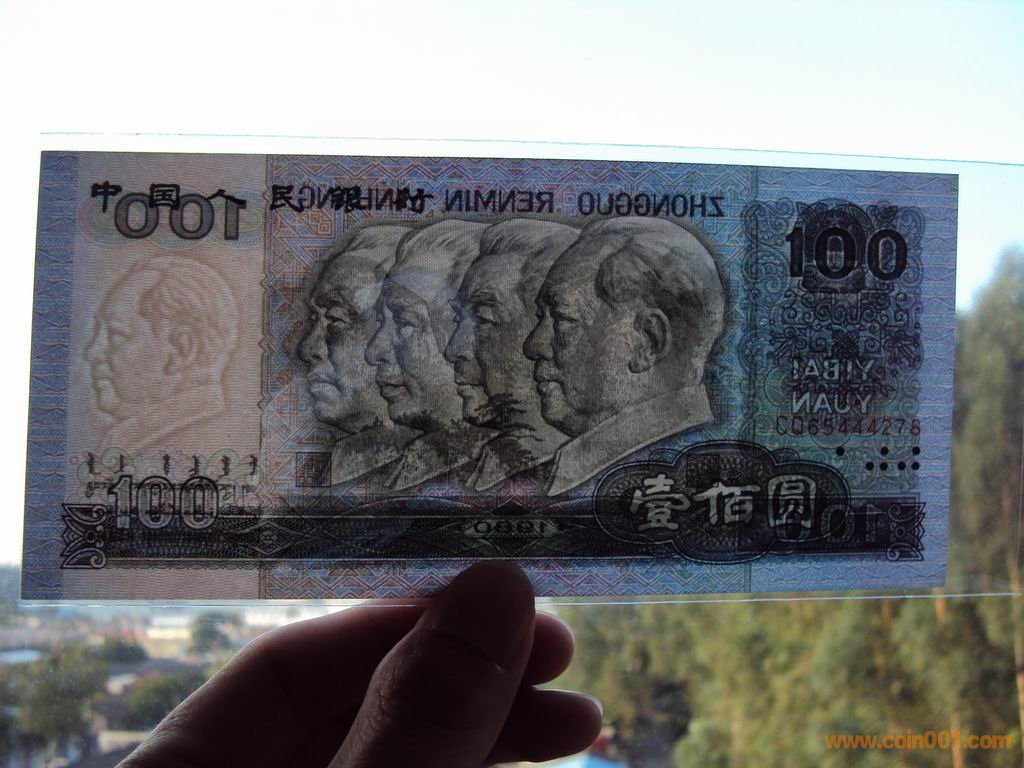 中国人民银行
ZHONGGUO RENMIN YINHANG
100
100
YIBAI
YUAN
CQ65444278
100
壹佰圆
100
1980
www.coin001.com